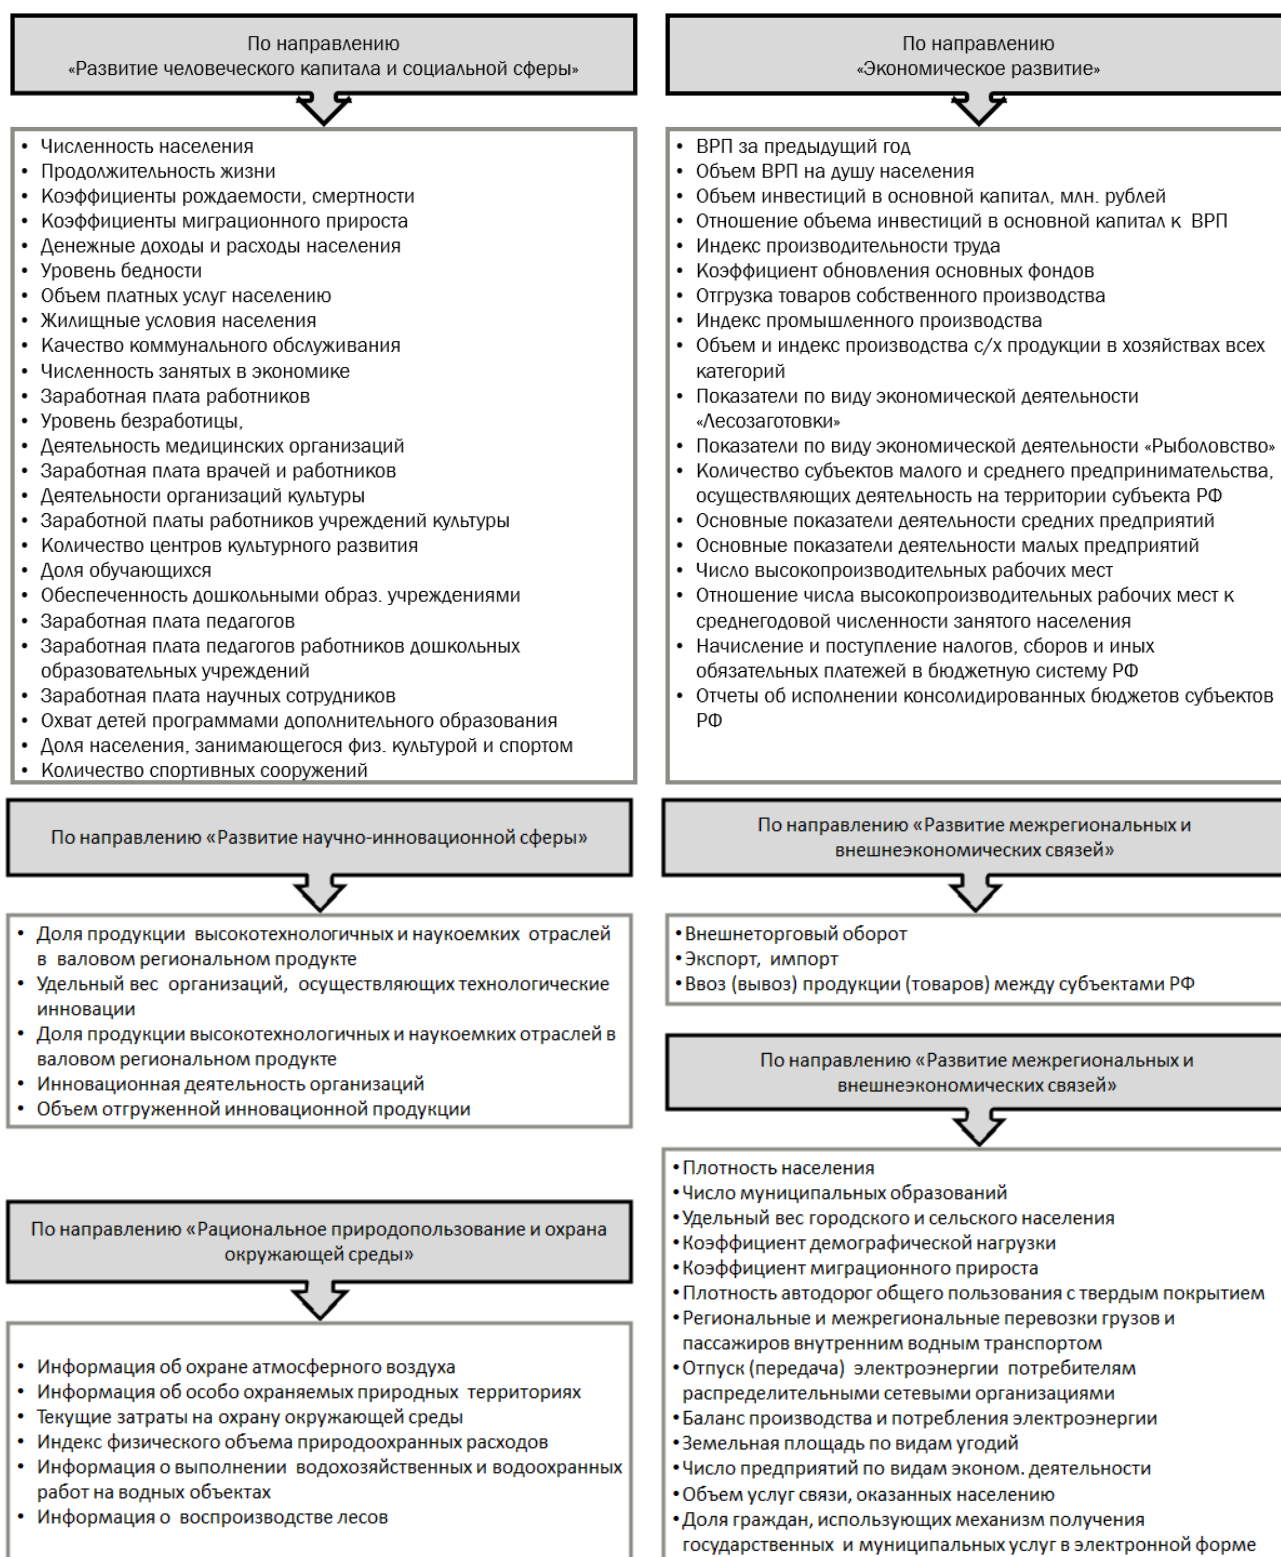 По направлению
«Развитие человеческого капитала и социальной сферы»
• Численность населения
• Продолжительность жизни
• Коэффициенты рождаемости, смертности
• Коэффициенты миграционного прироста
• Денежные доходы и расходы населения
• Уровень бедности
• Объем платных услуг населению
• Жилищные условия населения
• Качество коммунального обслуживания
• Численность занятых в экономике
• Заработная плата работников
• Уровень безработицы,
• Деятельность медицинских организаций
• Заработная плата врачей и работников
• Деятельности организаций культуры
• Заработной платы работников учреждений культуры
• Количество центров культурного развития
• Доля обучающихся
• Обеспеченность дошкольными образ. учреждениями
• Заработная плата педагогов
• Заработная плата педагогов работников дошкольных
образовательных учреждений
• Заработная плата научных сотрудников
• Охват детей программами дополнительного образования
• Доля населения, занимающегося физ. культурой и спортом
• Количество спортивных сооружений
По направлению
«Экономическое развитие»
• ВРП за предыдущий год
• Объем ВРП на душу населения
• Объем инвестиций в основной капитал, млн. рублей
• Отношение объема инвестиций в основной капитал к ВРП
• Индекс производительности труда
• Коэффициент обновления основных фондов
• Отгрузка товаров собственного производства
• Индекс промышленного производства
• Объем и индекс производства с/х продукции в хозяйствах всех
категорий
• Показатели по виду экономической деятельности
«Лесозаготовки»
• Показатели по виду экономической деятельности «Рыболовство»
• Количество субъектов малого и среднего предпринимательства,
осуществляющих деятельность на территории субъекта РФ
• Основные показатели деятельности средних предприятий
• Основные показатели деятельности малых предприятий
• Число высокопроизводительных рабочих мест
• Отношение числа высокопроизводительных рабочих мест к
среднегодовой численности занятого населения
• Начисление и поступление налогов, сборов и иных
обязательных платежей в бюджетную систему РФ
• Отчеты об исполнении консолидированных бюджетов субъектов
РФ
По направлению «Развитие научно-инновационной сферы»
• Доля продукции высокотехнологичных и наукоемких отраслей
в валовом региональном продукте
• Удельный вес организаций, осуществляющих технологические
инновации
• Доля продукции высокотехнологичных и наукоемких отраслей в
валовом региональном продукте
• Инновационная деятельность организаций
• Объем отгруженной инновационной продукции
По направлению «Развитие межрегиональных и
внешнеэкономических связей»
• Внешнеторговый оборот
• Экспорт, импорт
• Ввоз (вывоз) продукции (товаров) между субъектами РФ
По направлению «Рациональное природопользование и охрана
окружающей среды»
• Информация об охране атмосферного воздуха
• Информация об особо охраняемых природных территориях
• Текущие затраты на охрану окружающей среды
• Индекс физического объема природоохранных расходов
• Информация о выполнении водохозяйственных и водоохранных
работ на водных объектах
• Информация о воспроизводстве лесов
По направлению «Развитие межрегиональных и
внешнеэкономических связей»
• Плотность населения
• Число муниципальных образований
• Удельный вес городского и сельского населения
• Коэффициент демографической нагрузки
• Коэффициент миграционного прироста
• Плотность автодорог общего пользования с твердым покрытием
• Региональные и межрегиональные перевозки грузов и
пассажиров внутренним водным транспортом
• Отпуск (передача) электроэнергии потребителям
распределительными сетевыми организациями
• Баланс производства и потребления электроэнергии
• Земельная площадь по видам угодий
• Число предприятий по видам эконом. деятельности
• Объем услуг связи, оказанных населению
• Доля граждан, использующих механизм получения
государственных и муниципальных услуг в электронной форме